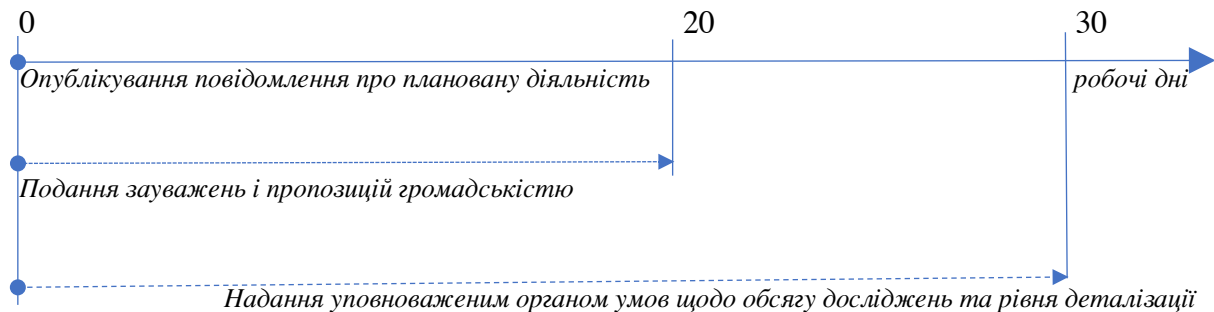 0 20 30
Опублікування повідомлення про плановану діяльність робочі дні
Подання зауважень і пропозицій громадськістю
Надання уповноваженим органом умов щодо обсягу досліджень та рівня деталізації